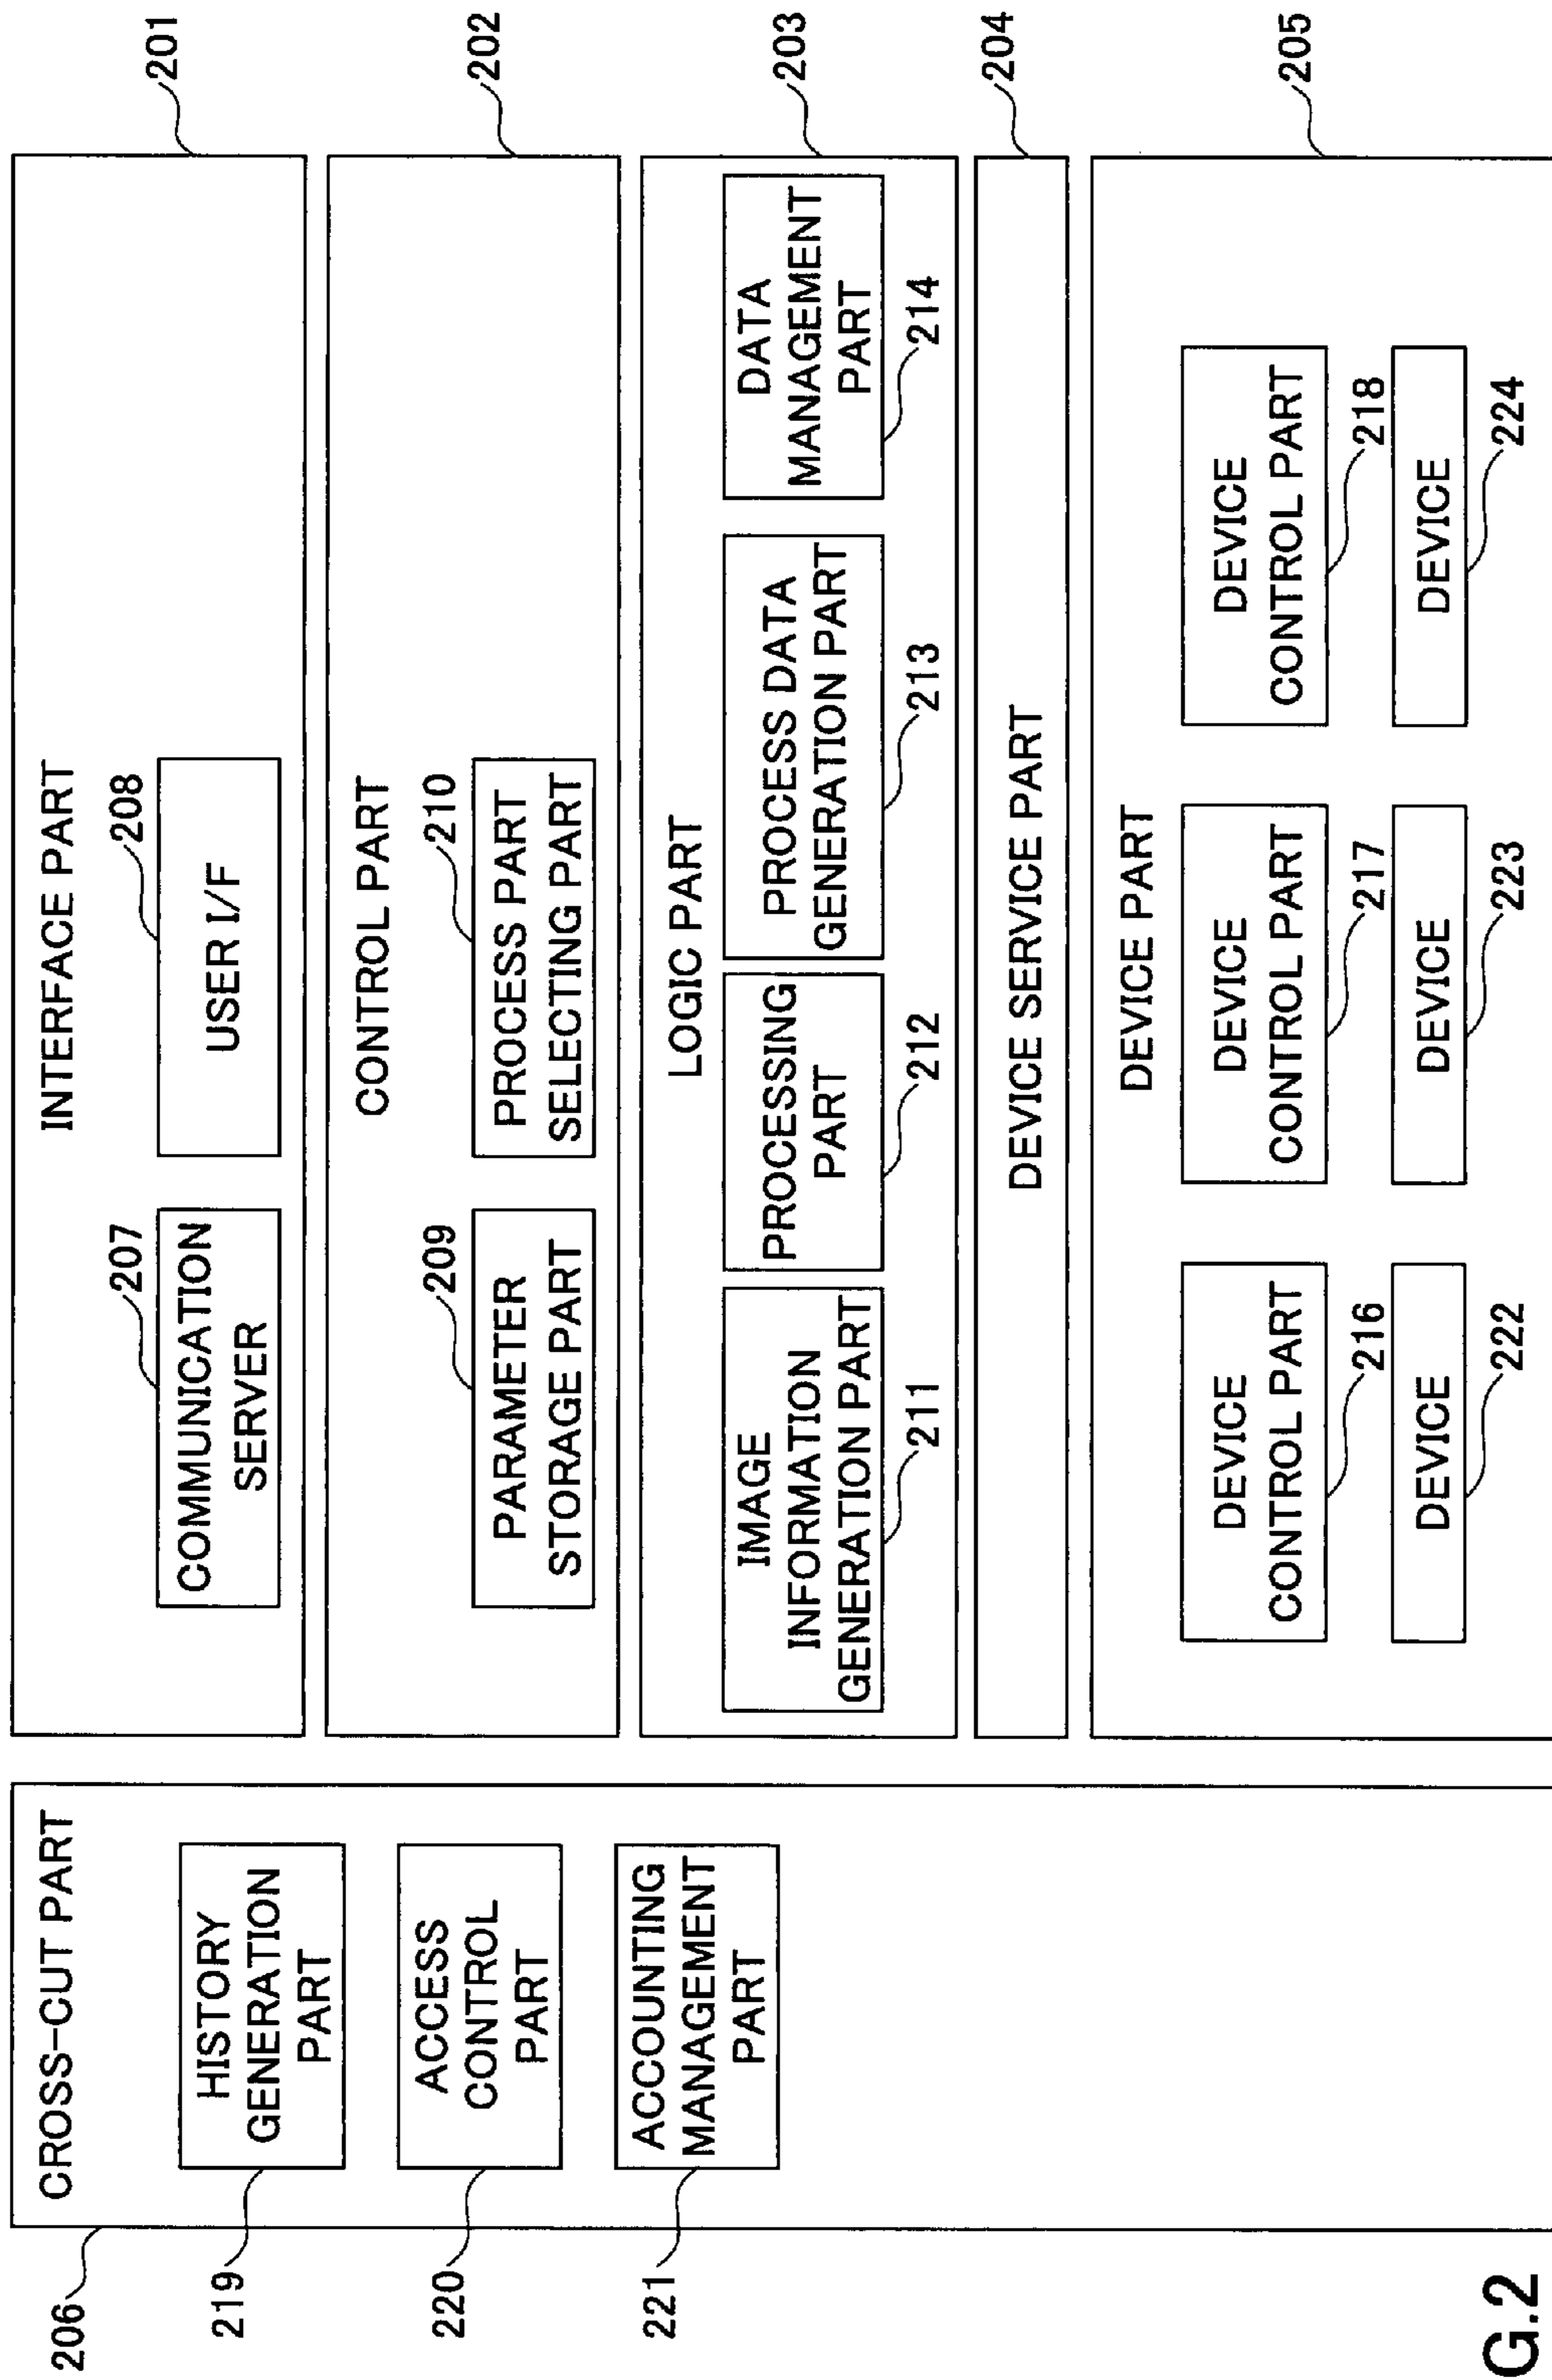 206
CROSS-CUT PART
219
HISTORY
GENERATION
PART
220
ACCESS
CONTROL
PART
221
ACCOUNTING
MANAGEMENT
PART
INTERFACE PART
201
207
COMMUNICATION
SERVER
208
USER I/F
CONTROL PART
202
209
PARAMETER
STORAGE PART
210
PROCESS PART
SELECTING PART
LOGIC PART
203
IMAGE
INFORMATION
GENERATION PART
211
PROCESSING
PART
212
PROCESS DATA
GENERATION PART
213
DATA
MANAGEMENT
PART
214
DEVICE SERVICE PART
204
DEVICE PART
205
DEVICE
CONTROL PART
216
DEVICE
222
DEVICE
CONTROL PART
217
DEVICE
223
DEVICE
CONTROL PART
218
DEVICE
224
G.2